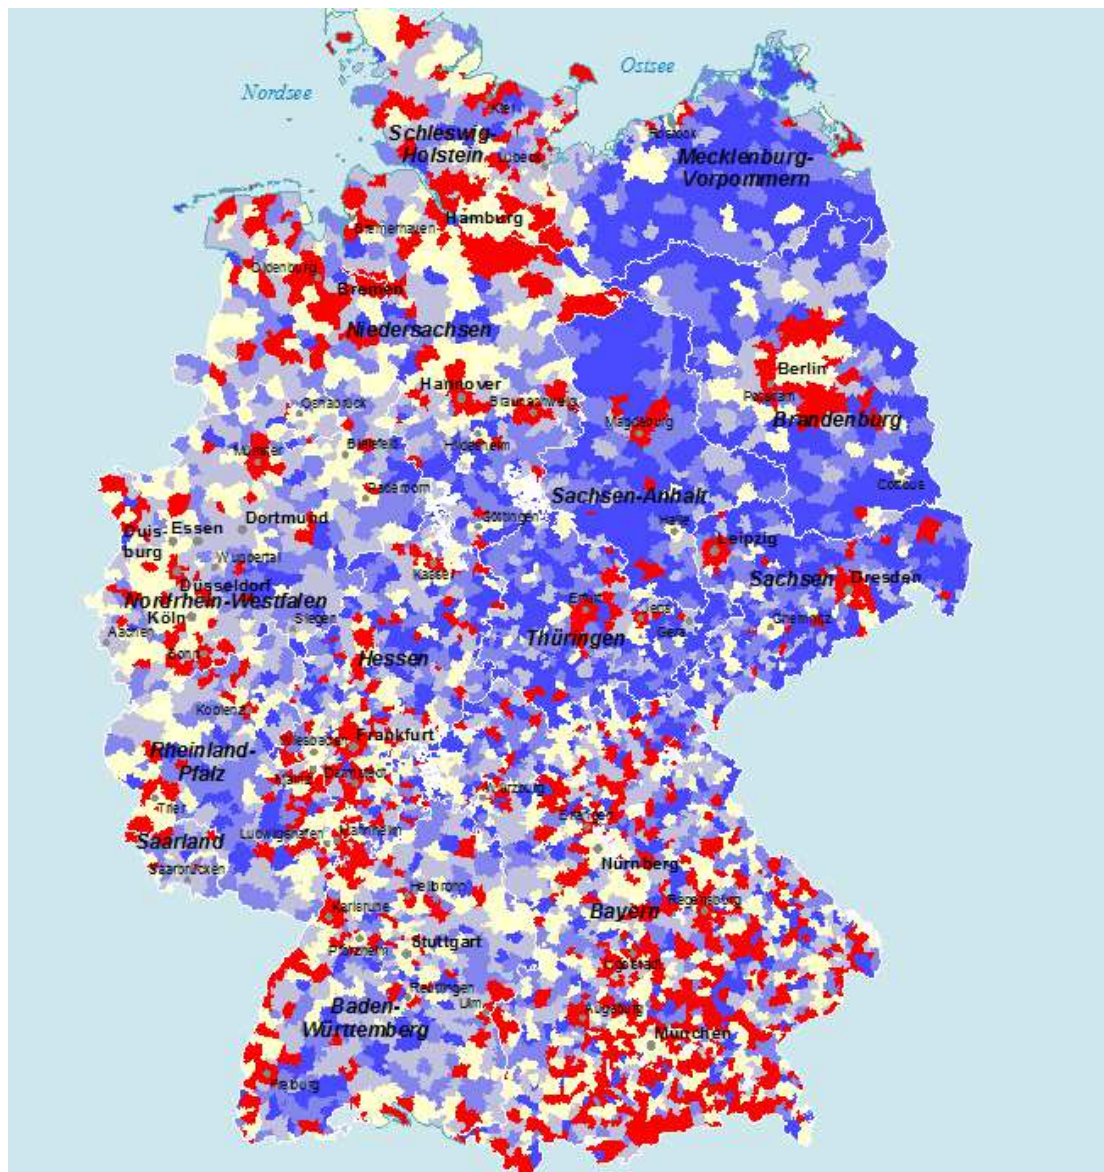 Nordsee
Ostsee
Kiel
Schleswig-
Holstein
Lübeck
Rostock
Mecklenburg-
Vorpommern
Hamburg
Bremerhaven
Oldenburg
Bremen
Niedersachsen
Berlin
Potsdam
Brandenburg
Hannover
Braunschweig
Osnabrück
Magdeburg
Münster
Bielefeld
Hildesheim
Paderborn
Sachsen-Anhalt
Cottbus
Göttingen
Halle
Dortmund
Essen
Duis-
burg
Wuppertal
Leipzig
Kassel
Düsseldorf
Sachsen
Dresden
Nordrhein-Westfalen
Erfurt
Köln
Siegen
Jena
Gera
Chemnitz
Aachen
Thüringen
Bonn
Hessen
Koblenz
Wiesbaden
Frankfurt
Rheinland-
Pfalz
Mainz
Darmstadt
Würzburg
Trier
Erlangen
Saarland
Ludwigshafen
Mannheim
Saarbrücken
Nürnberg
Heilbronn
Karlsruhe
Bayern
Regensburg
Pforzheim
Stuttgart
Ingolstadt
Reutlingen
Ulm
Baden-
Württemberg
Augsburg
München
Freiburg